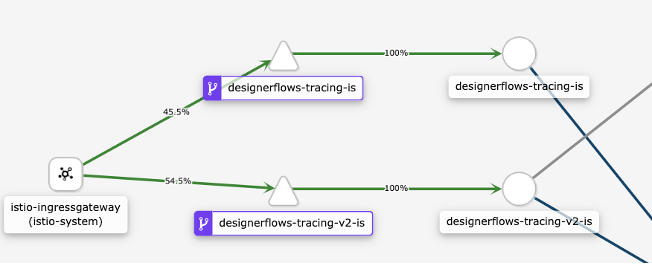 100%
designerflows-tracing-is
designerflows-tracing-is
45.5%
54.5%
100%
istio-ingressgateway
(istio-system)
designerflows-tracing-v2-is
designerflows-tracing-v2-is